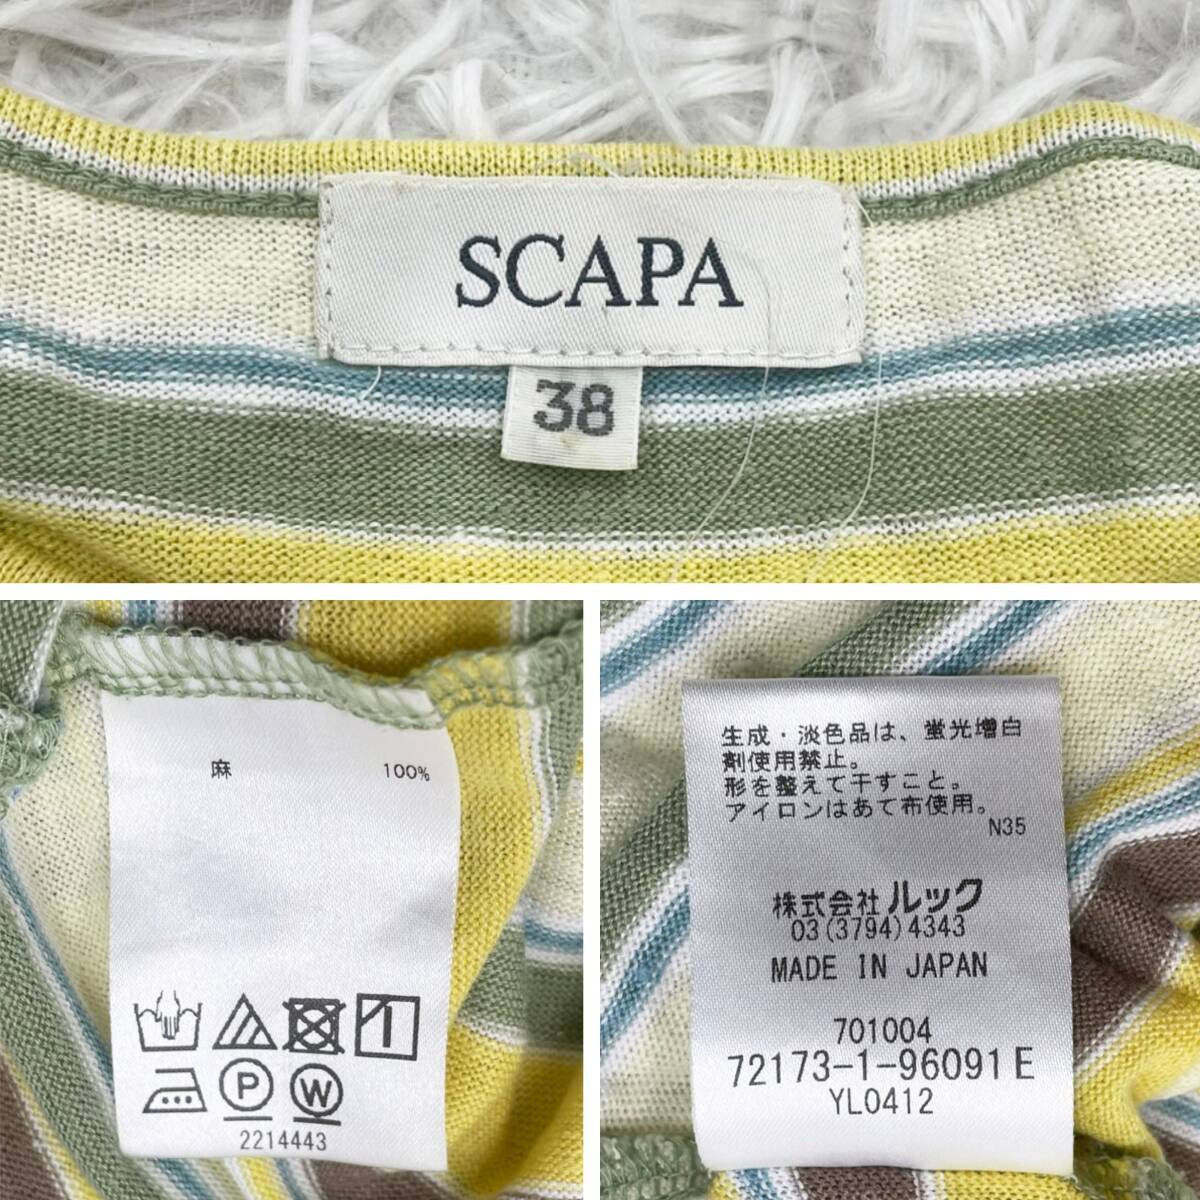 SCAPA
38
麻 100%
P W
2214443
生成・淡色品は、蛍光増白
剤使用禁止。
形を整えて干すこと。
アイロンはあて布使用。
N35
株式会社ルック
03(3794)4343
MADE IN JAPAN
701004
72173-1-96091 E
YL0412